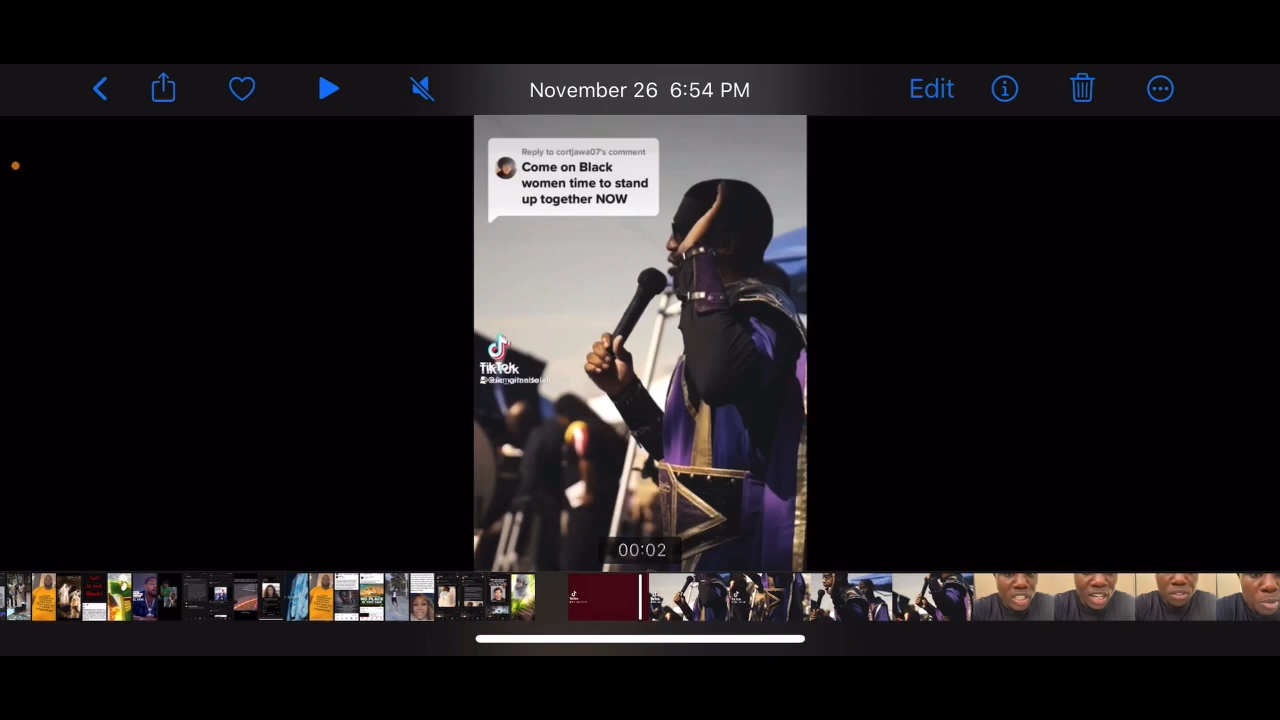 November 26 6:54 PM
Edit
Reply to cortjawa07's comment
Come on Black
women time to stand
up together NOW
TikTok
00:02